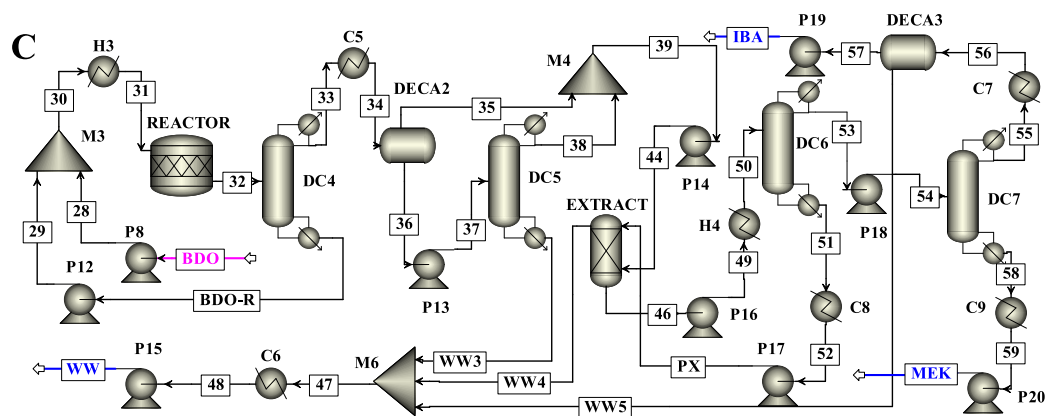 C
H3
30
31
M3
REACTOR
32
29
28
P8
BDO
P12
BDO-R
DC4
33
C5
34
DECA2
35
36
37
P13
DC5
38
M4
39
P14
44
EXTRACT
46
P16
49
H4
50
DC6
53
P18
54
51
C8
52
P17
PX
IBA
P19
57
DECA3
56
C7
55
DC7
58
C9
59
P20
MEK
WW3
WW4
WW5
M6
47
C6
48
P15
WW